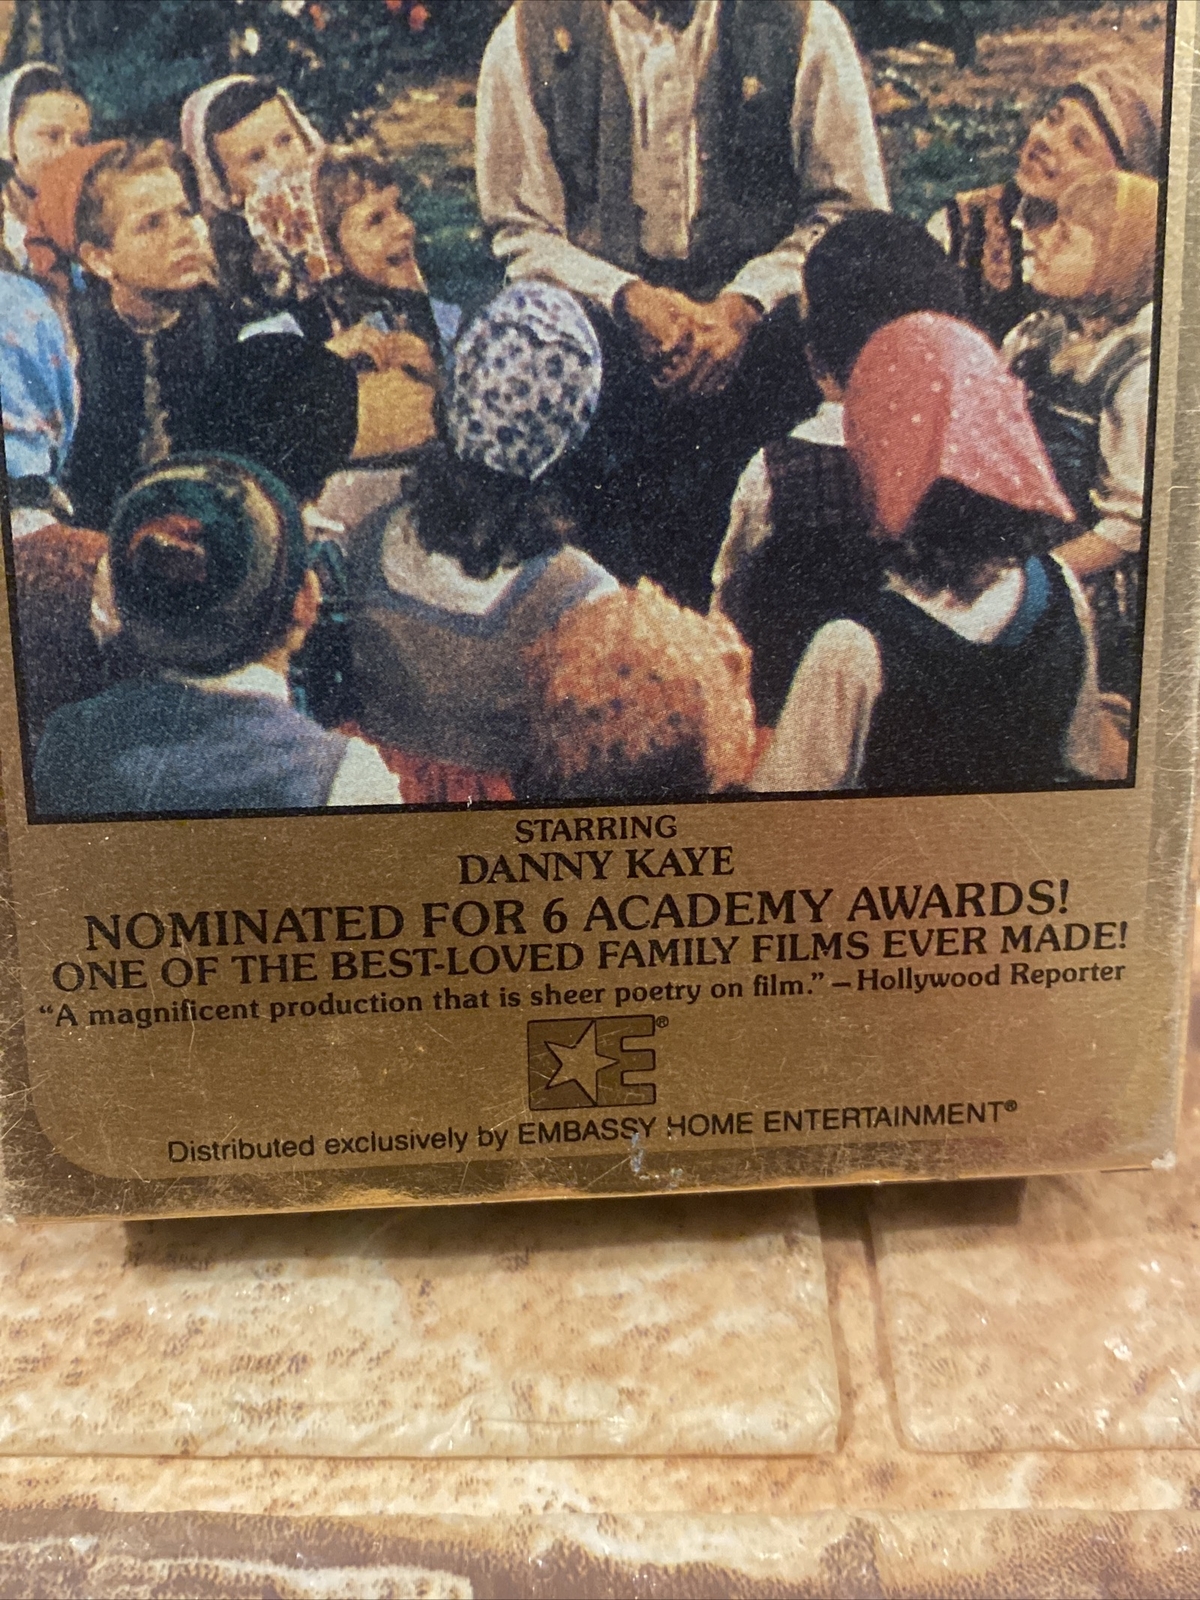 STARRING
DANNY KAYE
NOMINATED FOR 6 ACADEMY AWARDS!
ONE OF THE BEST-LOVED FAMILY FILMS EVER MADE!
“A magnificent production that is sheer poetry on film.” – Hollywood Reporter
E®
Distributed exclusively by EMBASSY HOME ENTERTAINMENT®